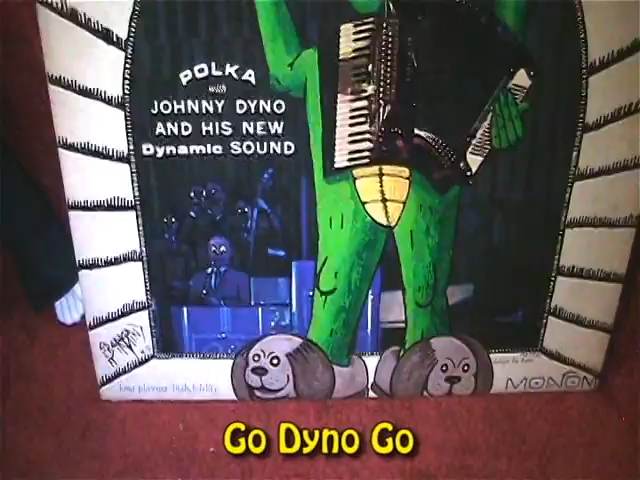 POLKA
with
JOHNNY DYNO
AND HIS NEW
Dynamic SOUND
long playing high fidelity
MONO
Go Dyno Go